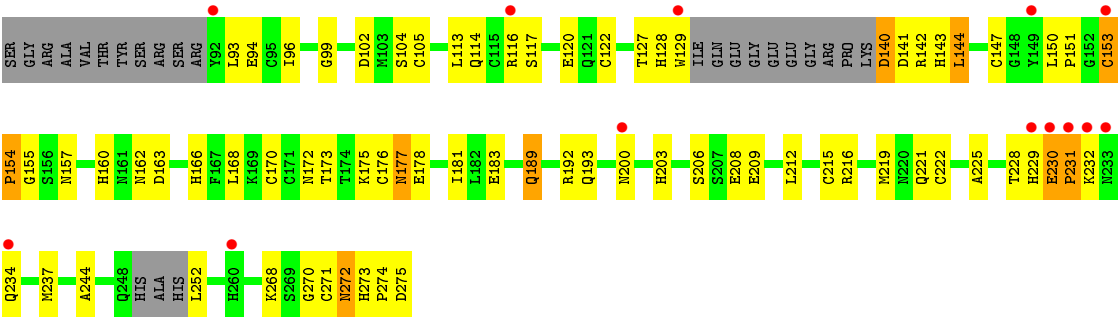 SER GLY ARG ALA VAL THR TYR SER ARG SER ARG Y92 L93 E94 C95 I96 G99 D102 M103 S104 C105 L113 Q114 C115 R116 S117 E120 Q121 C122 T127 H128 W129 ILE GLN GLU GLU GLY GLU GLU GLY ARG PRO LYS D140 D141 R142 H143 L144 C147 G148 Y149 L150 P151 G152 C153
P154 G155 S156 N157 H160 N161 N162 D163 H166 F167 L168 K169 C170 C171 N172 T173 T174 K175 C176 N177 E178 I181 L182 E183 Q189 R192 Q193 N200 H203 S206 S207 E208 E209 L212 C215 R216 M219 N220 Q221 C222 A225 T228 H229 E230 P231 K232 N233
Q234 M237 A244 Q248 HIS ALA HIS L252 H260 K268 S269 G270 C271 N272 H273 P274 D275